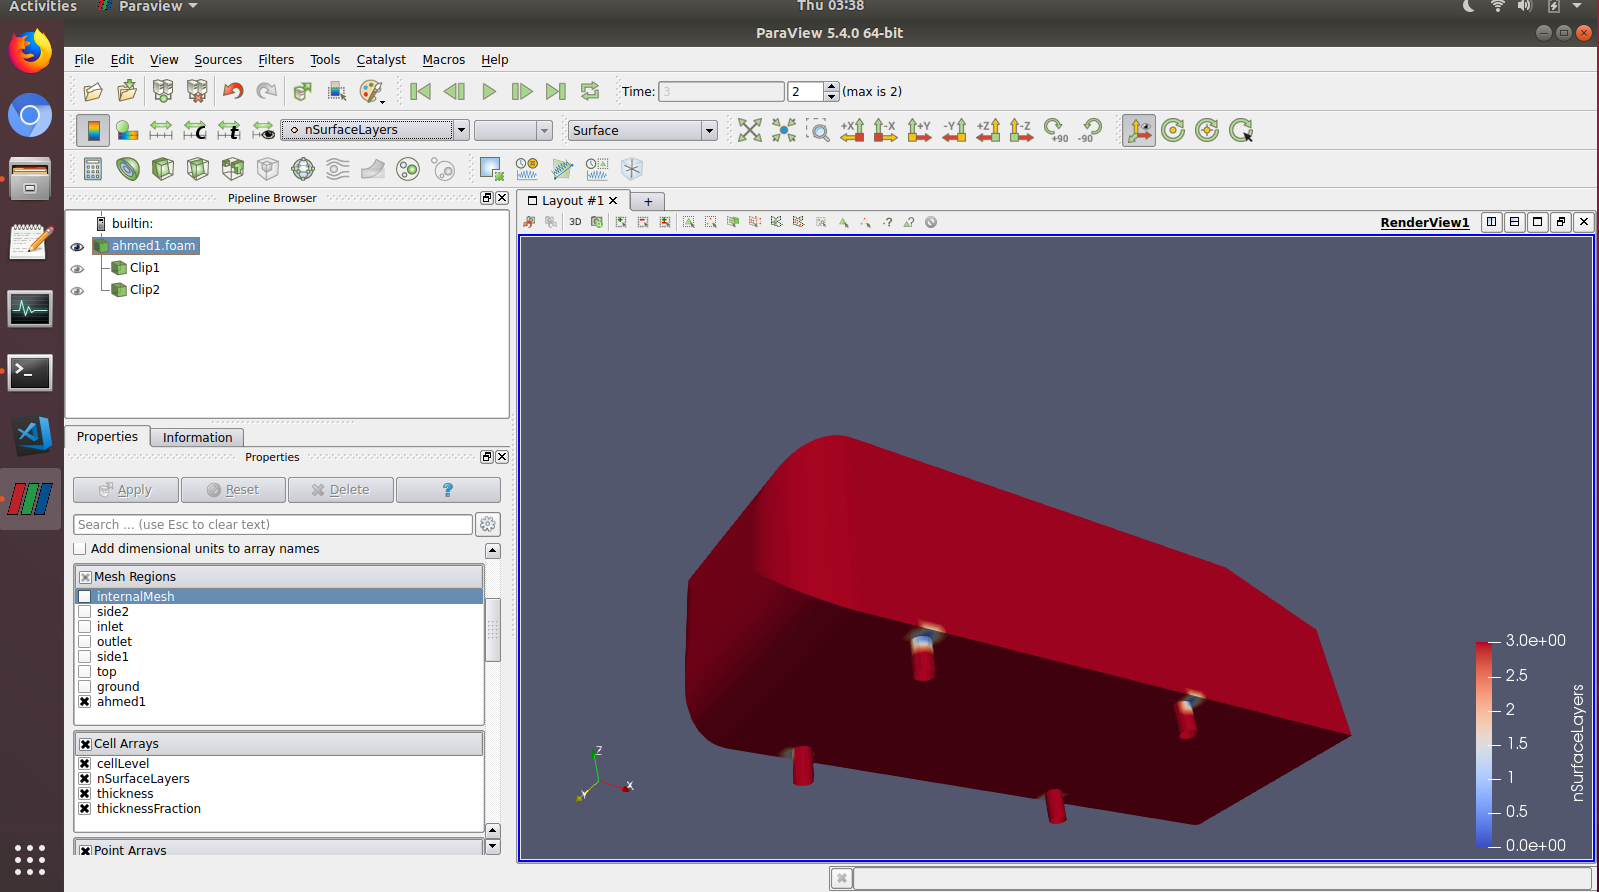 Activities Paraview Thu 03:38
ParaView 5.4.0 64-bit
File Edit View Sources Filters Tools Catalyst Macros Help
Time: 3 2 (max is 2)
nSurfaceLayers Surface +X -X +Y -Y +Z -Z +90 -90
Pipeline Browser
Layout #1 +
3D RenderView1
builtin:
ahmed1.foam
Clip1
Clip2
Properties Information
Properties
Apply Reset Delete ?
Search ... (use Esc to clear text)
Add dimensional units to array names
Mesh Regions
internalMesh
side2
inlet
outlet
side1
top
ground
ahmed1
Cell Arrays
cellLevel
nSurfaceLayers
thickness
thicknessFraction
Point Arrays
Z
X
Y
3.0e+00
2.5
2
1.5
1
0.5
0.0e+00
nSurfaceLayers